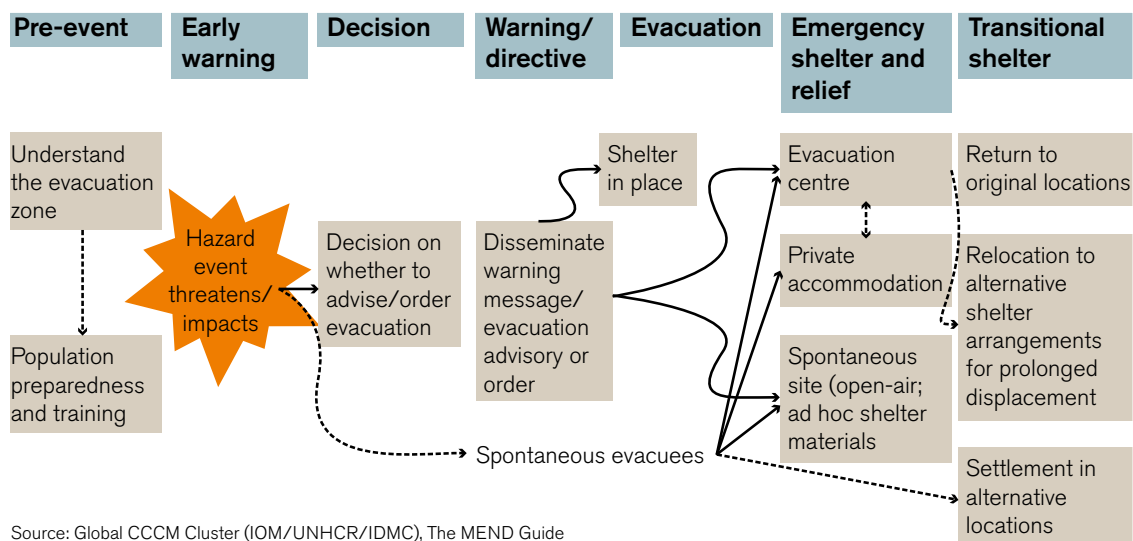 Pre-event
Early
warning
Decision
Warning/
directive
Evacuation
Emergency
shelter and
relief
Transitional
shelter
Understand
the evacuation
zone
Population
preparedness
and training
Hazard
event
threatens/
impacts
Decision on
whether to
advise/order
evacuation
Disseminate
warning
message/
evacuation
advisory or
order
Shelter
in place
Spontaneous evacuees
Evacuation
centre
Private
accommodation
Spontaneous
site (open-air;
ad hoc shelter
materials
Return to
original locations
Relocation to
alternative
shelter
arrangements
for prolonged
displacement
Settlement in
alternative
locations
Source: Global CCCM Cluster (IOM/UNHCR/IDMC), The MEND Guide